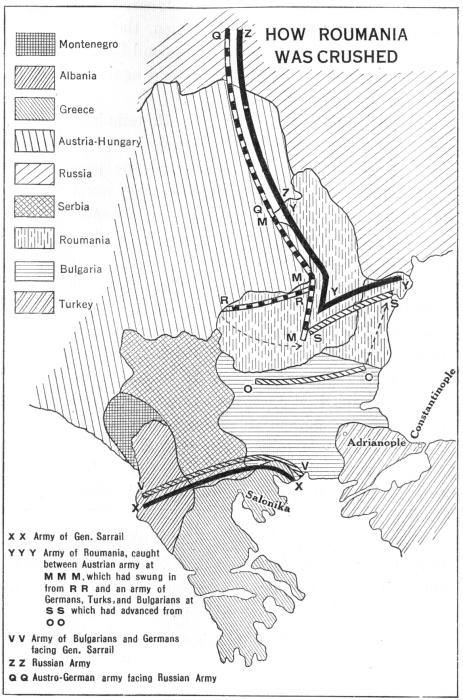 HOW ROUMANIA
WAS CRUSHED
Montenegro
Albania
Greece
Austria-Hungary
Russia
Serbia
Roumania
Bulgaria
Turkey
Q Z
7
Q Y
M
M
R R Y Y
M S S
O O
Adrianople
Constantinople
V V
X X
Salonika
X X Army of Gen. Sarrail
Y Y Y Army of Roumania, caught
between Austrian army at
M M M, which had swung in
from R R and an army of
Germans, Turks, and Bulgarians at
S S which had advanced from
O O
V V Army of Bulgarians and Germans
facing Gen. Sarrail
Z Z Russian Army
Q Q Austro-German army facing Russian Army